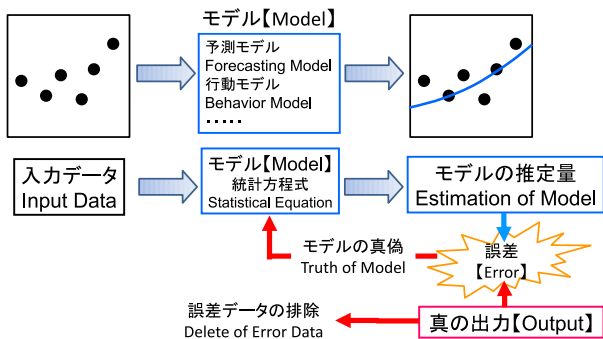 モデル【Model】
予測モデル
Forecasting Model
行動モデル
Behavior Model
・・・・・
入力データ
Input Data
モデル【Model】
統計方程式
Statistical Equation
モデルの推定量
Estimation of Model
モデルの真偽
Truth of Model
誤差
【Error】
誤差データの排除
Delete of Error Data
真の出力【Output】